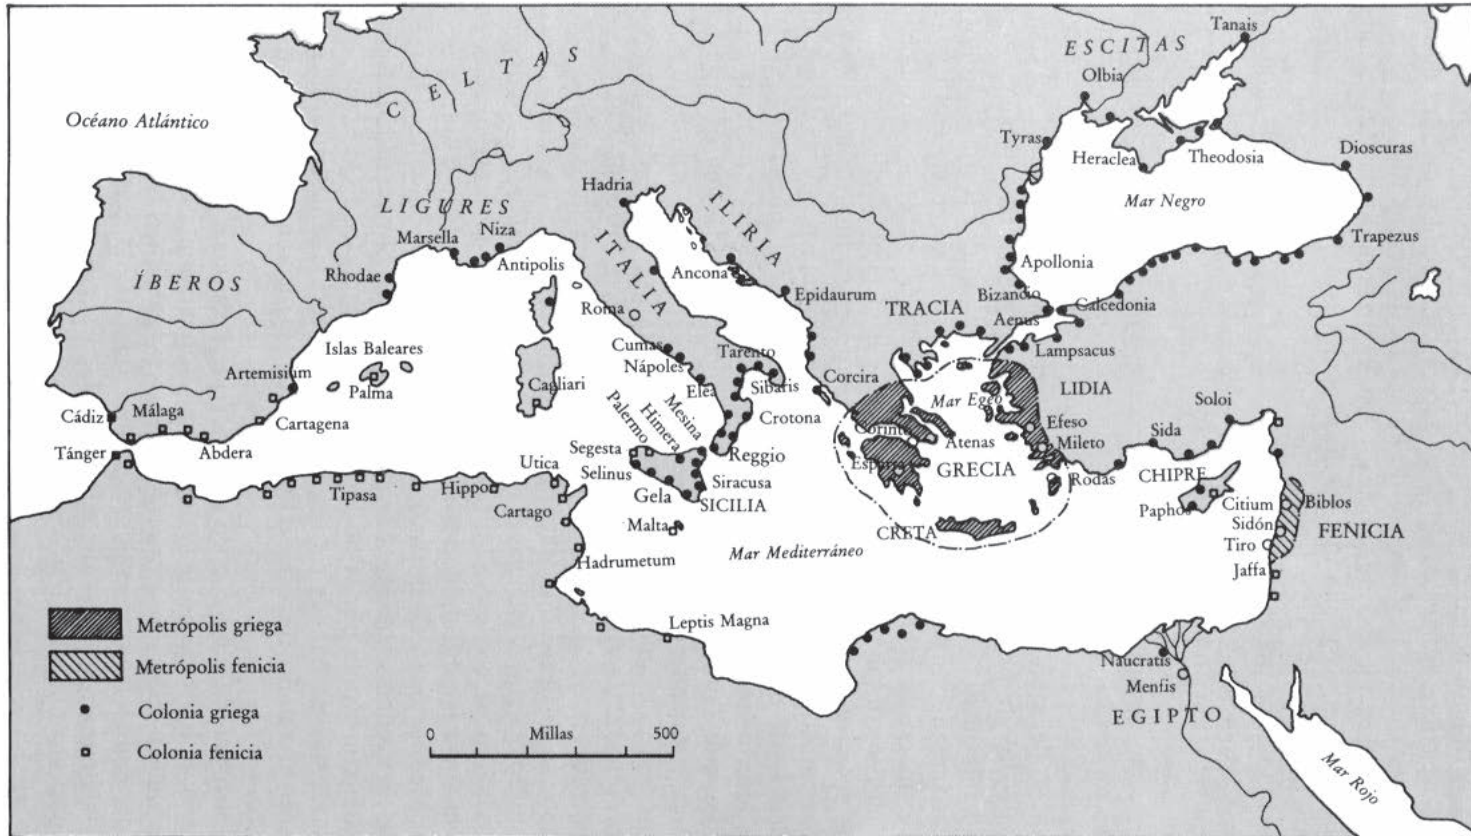 Tanais
ESCITAS
Olbia
CELTAS
Océano Atlántico
Tyras
Heraclea
Theodosia
Dioscuras
Hadria
LIGURES
ILIRIA
Mar Negro
Niza
Marsella
ITALIA
Trapezus
Antipolis
Ancona
Apollonia
Rhodae
ÍBEROS
Epidaurum
Bizancio
Calcedonia
TRACIA
Roma
Aenus
Islas Baleares
Cumas
Nápoles
Tarento
Lampsacus
Artemisium
Palma
Cagliari
Elea
Sibaris
Corcira
Mar Egeo
LIDIA
Soloi
Cádiz
Málaga
Cartagena
Mesina
Himera
Palermo
Crotona
Corinto
Efeso
Sida
Mileto
Atenas
Tánger
Abdera
Segesta
Reggio
Esparta
GRECIA
Utica
Selinus
Siracusa
Rodas
CHIPRE
Tipasa
Hippo
Gela
SICILIA
Citium
Biblos
Cartago
Malta
Paphos
Sidón
FENICIA
CRETA
Tiro
Mar Mediterráneo
Hadrumetum
Jaffa
Leptis Magna
Metrópolis griega
Metrópolis fenicia
Naucratis
Menfis
Colonia griega
EGIPTO
0 Millas 500
Colonia fenicia
Mar Rojo